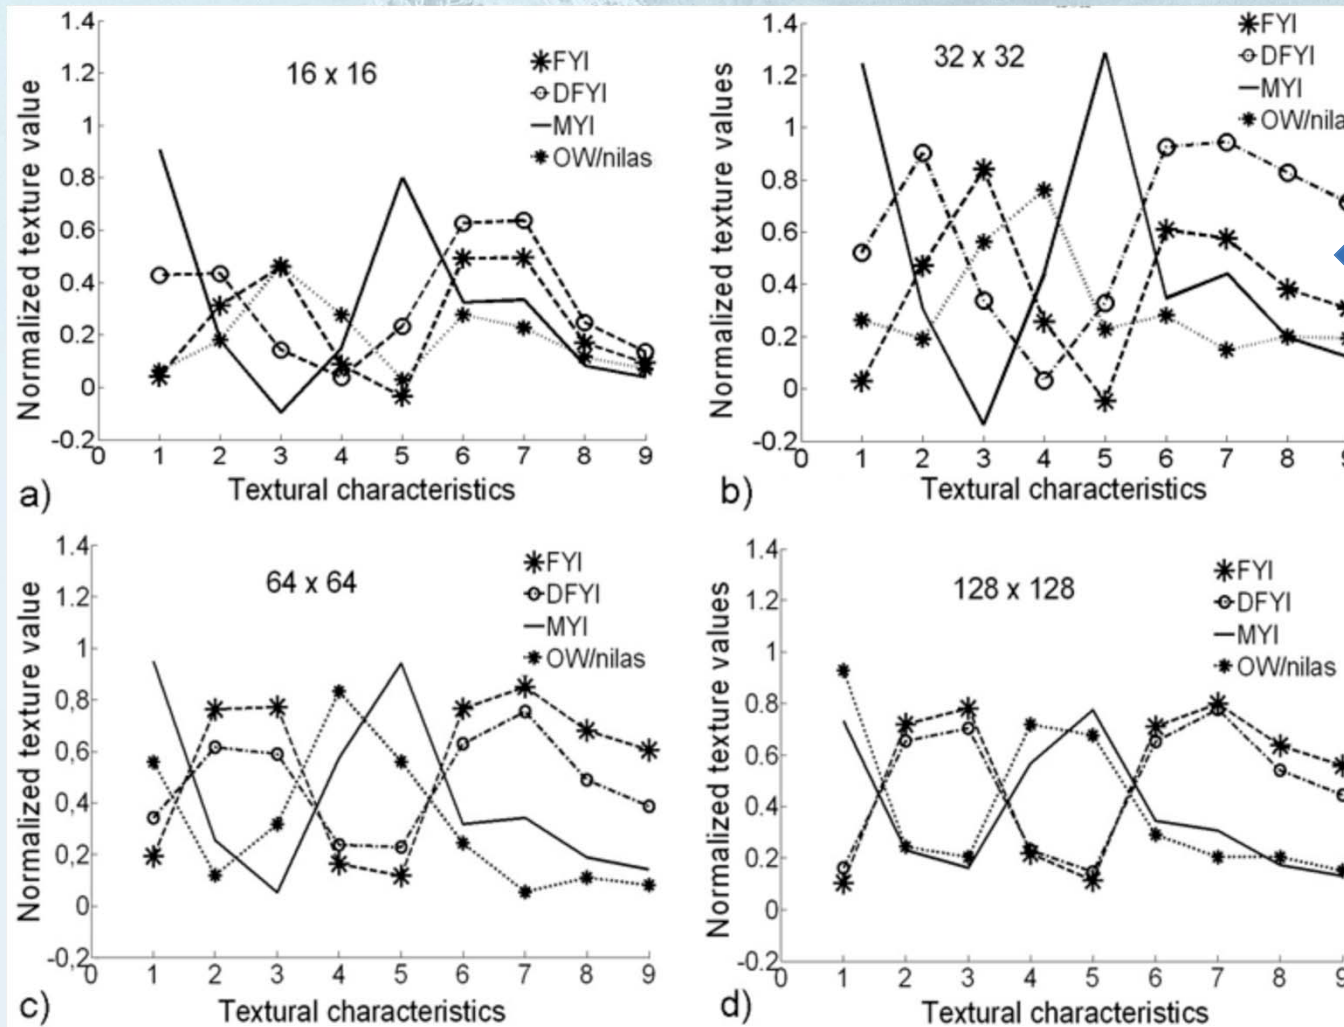 1.4
1.2
1
0.8
0.6
0.4
0.2
0
-0.2
Normalized texture value
16 x 16
FYI
DFYI
MYI
OW/nilas
0 1 2 3 4 5 6 7 8 9
a)
Textural characteristics
1.4
1.2
1
0.8
0.6
0.4
0.2
0
-0.2
Normalized texture values
32 x 32
FYI
DFYI
MYI
OW/nila
0 1 2 3 4 5 6 7 8 9
b)
Textural characteristics
1.4
1.2
1
0.8
0.6
0,4
0.2
0
-0,2
Normalized texture value
64 x 64
FYI
DFYI
MYI
OW/nilas
0 1 2 3 4 5 6 7 8 9
c)
Textural characteristics
1.4
1.2
1
0.8
0.6
0.4
0.2
0
-0.2
Normalized texture values
128 x 128
FYI
DFYI
MYI
OW/nilas
0 1 2 3 4 5 6 7 8 9
d)
Textural characteristics